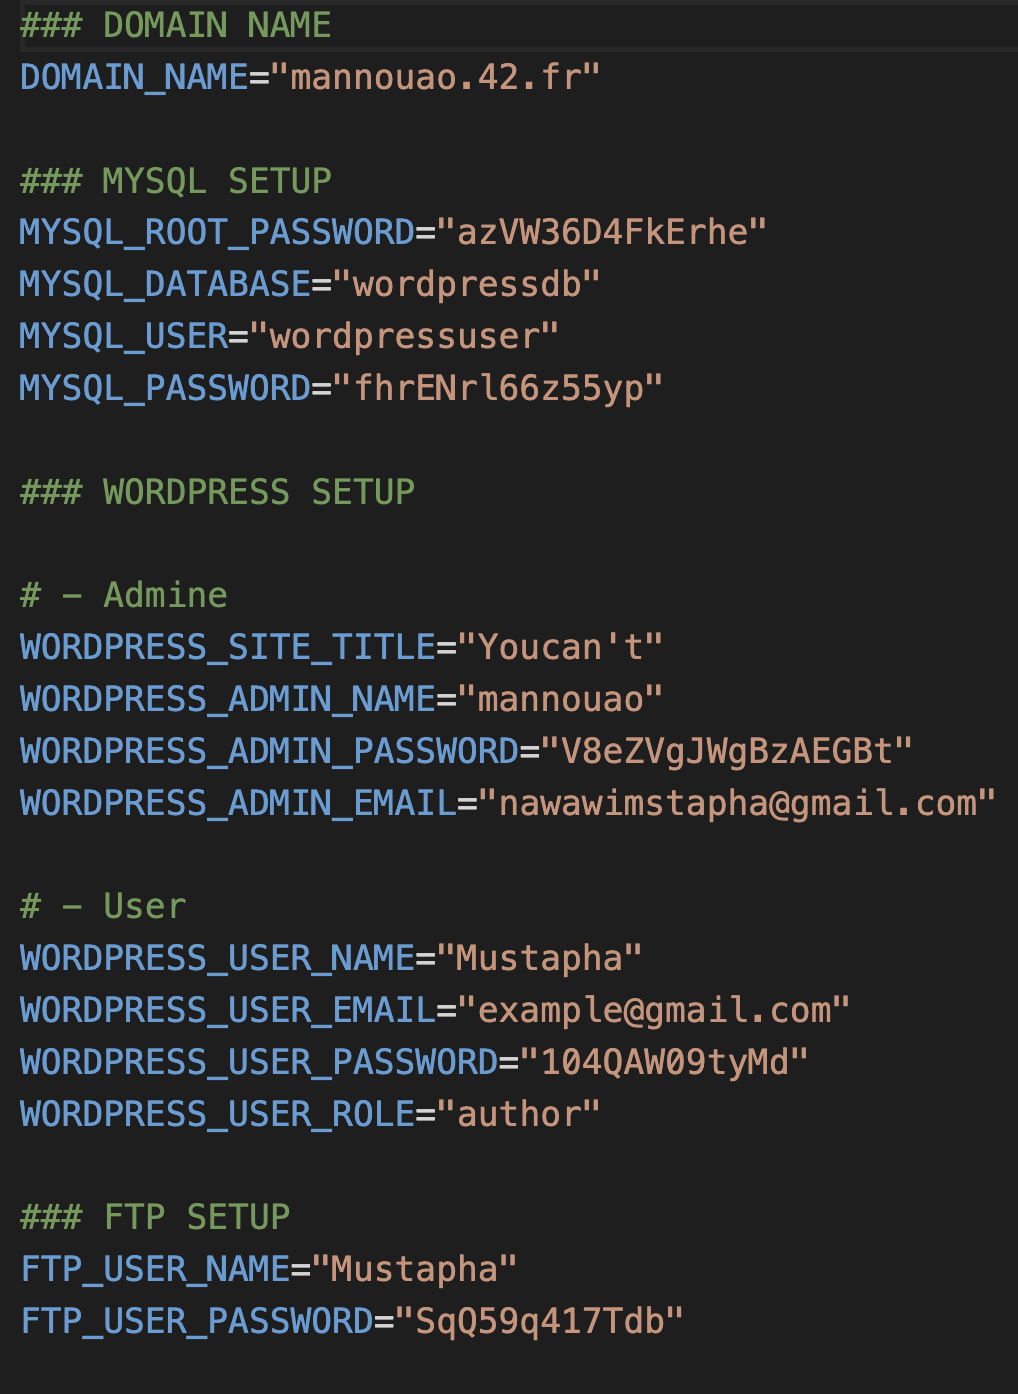 ### DOMAIN NAME
DOMAIN_NAME="mannouao.42.fr"
### MYSQL SETUP
MYSQL_ROOT_PASSWORD="azVW36D4FkErhe"
MYSQL_DATABASE="wordpressdb"
MYSQL_USER="wordpressuser"
MYSQL_PASSWORD="fhrENrl66z55yp"
### WORDPRESS SETUP
# - Admine
WORDPRESS_SITE_TITLE="Youcan't"
WORDPRESS_ADMIN_NAME="mannouao"
WORDPRESS_ADMIN_PASSWORD="V8eZVgJWgBzAEGBt"
WORDPRESS_ADMIN_EMAIL="nawawimstapha@gmail.com"
# - User
WORDPRESS_USER_NAME="Mustapha"
WORDPRESS_USER_EMAIL="example@gmail.com"
WORDPRESS_USER_PASSWORD="104QAW09tyMd"
WORDPRESS_USER_ROLE="author"
### FTP SETUP
FTP_USER_NAME="Mustapha"
FTP_USER_PASSWORD="SqQ59q417Tdb"